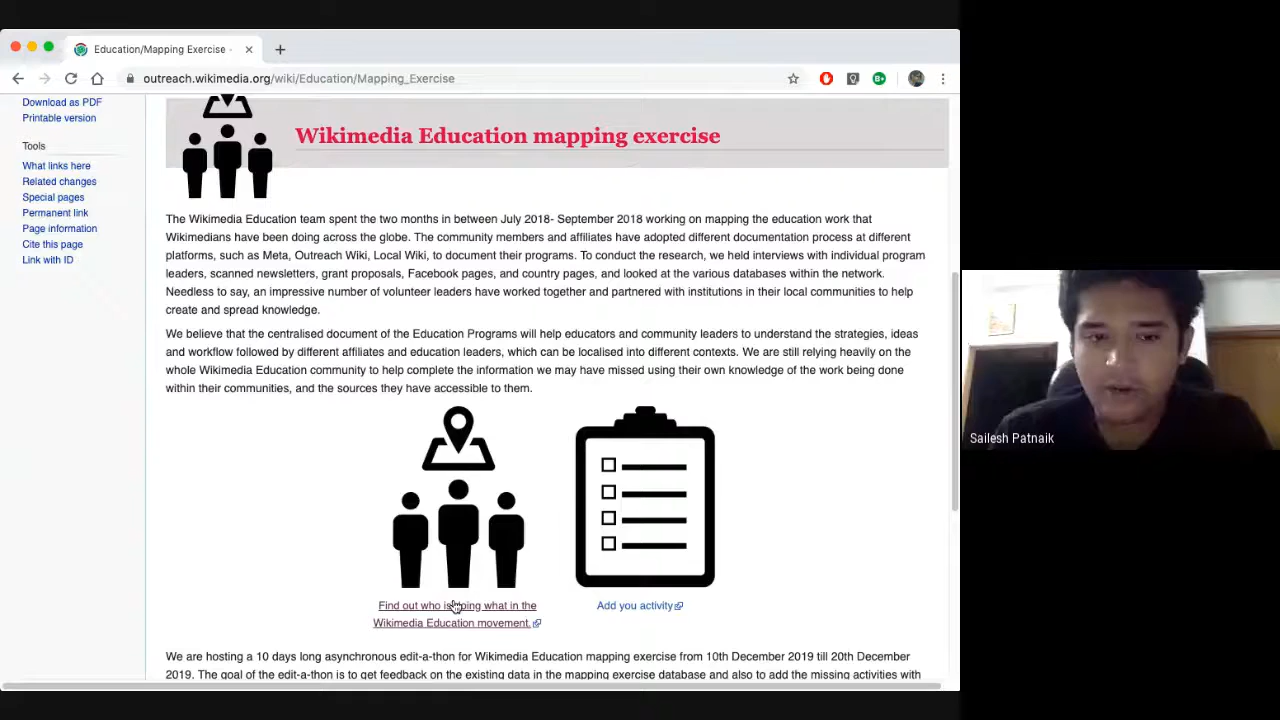 Education/Mapping Exercise -
outreach.wikimedia.org/wiki/Education/Mapping_Exercise
Download as PDF
Printable version
Tools
What links here
Related changes
Special pages
Permanent link
Page information
Cite this page
Link with ID
Wikimedia Education mapping exercise
The Wikimedia Education team spent the two months in between July 2018- September 2018 working on mapping the education work that
Wikimedians have been doing across the globe. The community members and affiliates have adopted different documentation process at different
platforms, such as Meta, Outreach Wiki, Local Wiki, to document their programs. To conduct the research, we held interviews with individual program
leaders, scanned newsletters, grant proposals, Facebook pages, and country pages, and looked at the various databases within the network.
Needless to say, an impressive number of volunteer leaders have worked together and partnered with institutions in their local communities to help
create and spread knowledge.
We believe that the centralised document of the Education Programs will help educators and community leaders to understand the strategies, ideas
and workflow followed by different affiliates and education leaders, which can be localised into different contexts. We are still relying heavily on the
whole Wikimedia Education community to help complete the information we may have missed using their own knowledge of the work being done
within their communities, and the sources they have accessible to them.
Find out who is doing what in the
Wikimedia Education movement.
Add you activity
We are hosting a 10 days long asynchronous edit-a-thon for Wikimedia Education mapping exercise from 10th December 2019 till 20th December
2019. The goal of the edit-a-thon is to get feedback on the existing data in the mapping exercise database and also to add the missing activities with
Sailesh Patnaik